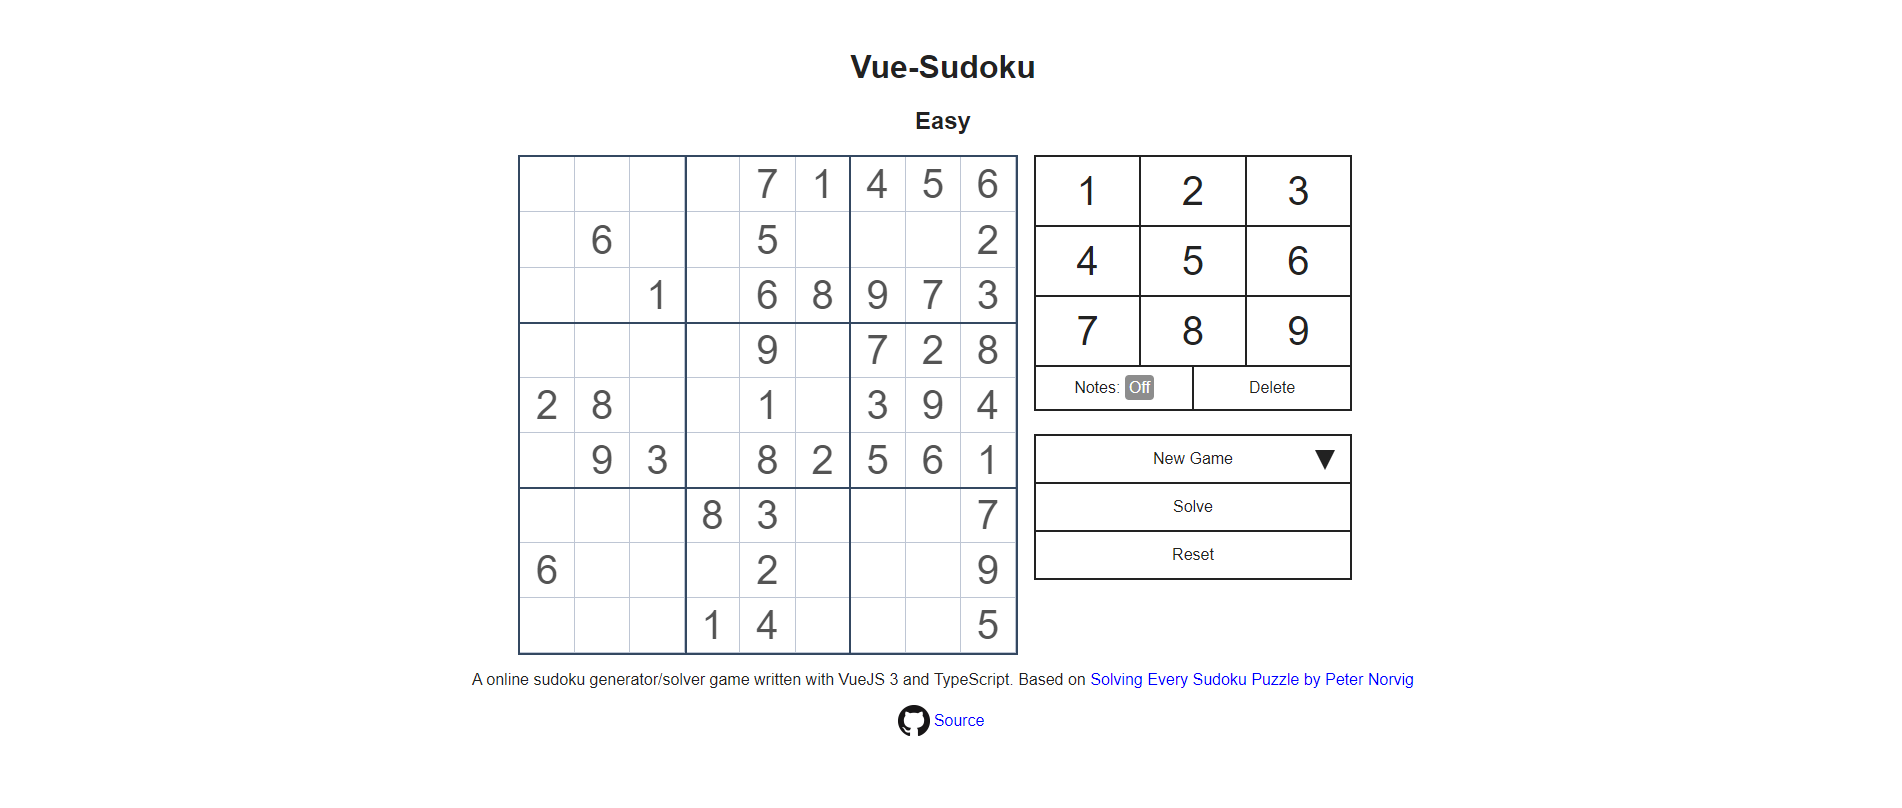 Vue-Sudoku
Easy
7 1 4 5 6
6 5 2
1 6 8 9 7 3
9 7 2 8
2 8 1 3 9 4
9 3 8 2 5 6 1
8 3 7
6 2 9
1 4 5
1 2 3
4 5 6
7 8 9
Notes: Off Delete
New Game
Solve
Reset
A online sudoku generator/solver game written with VueJS 3 and TypeScript. Based on Solving Every Sudoku Puzzle by Peter Norvig
Source